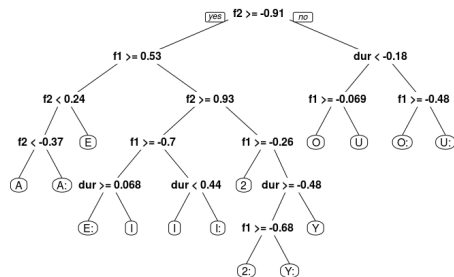 yes f2 >= -0.91 no
f1 >= 0.53 dur < -0.18
f2 < 0.24 f2 >= 0.93 f1 >= -0.069 f1 >= -0.48
f2 < -0.37 E f1 >= -0.7 f1 >= -0.26 O U O: U:
A A: dur >= 0.068 dur < 0.44 2 dur >= -0.48
E: I I I: f1 >= -0.68 Y
2: Y: